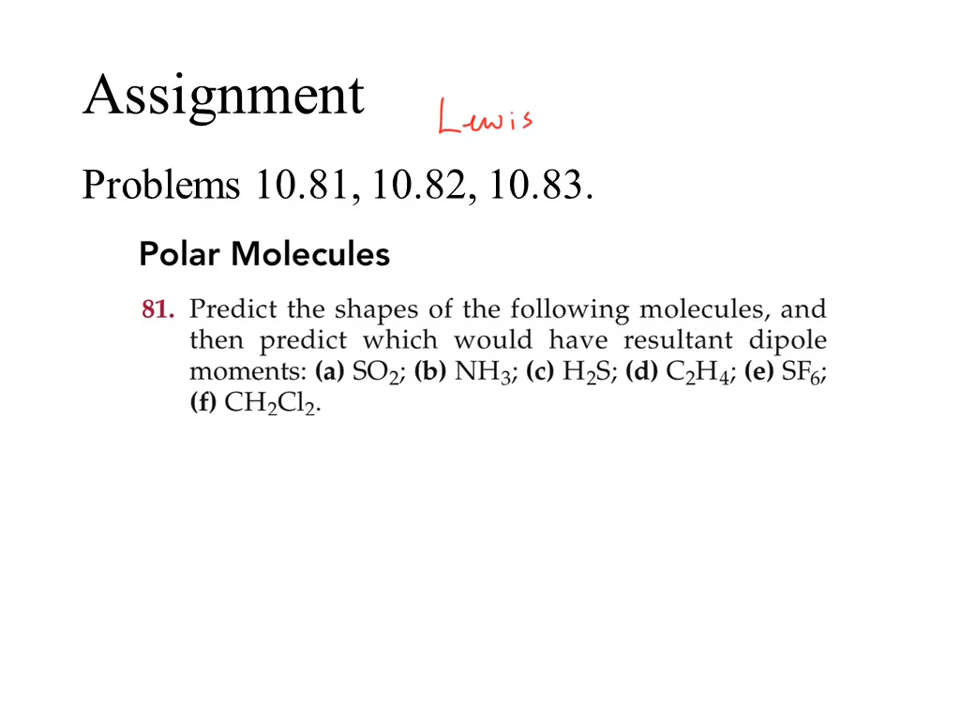 Assignment
Lewis
Problems 10.81, 10.82, 10.83.
Polar Molecules
81. Predict the shapes of the following molecules, and
then predict which would have resultant dipole
moments: (a) SO₂; (b) NH₃; (c) H₂S; (d) C₂H₄; (e) SF₆;
(f) CH₂Cl₂.